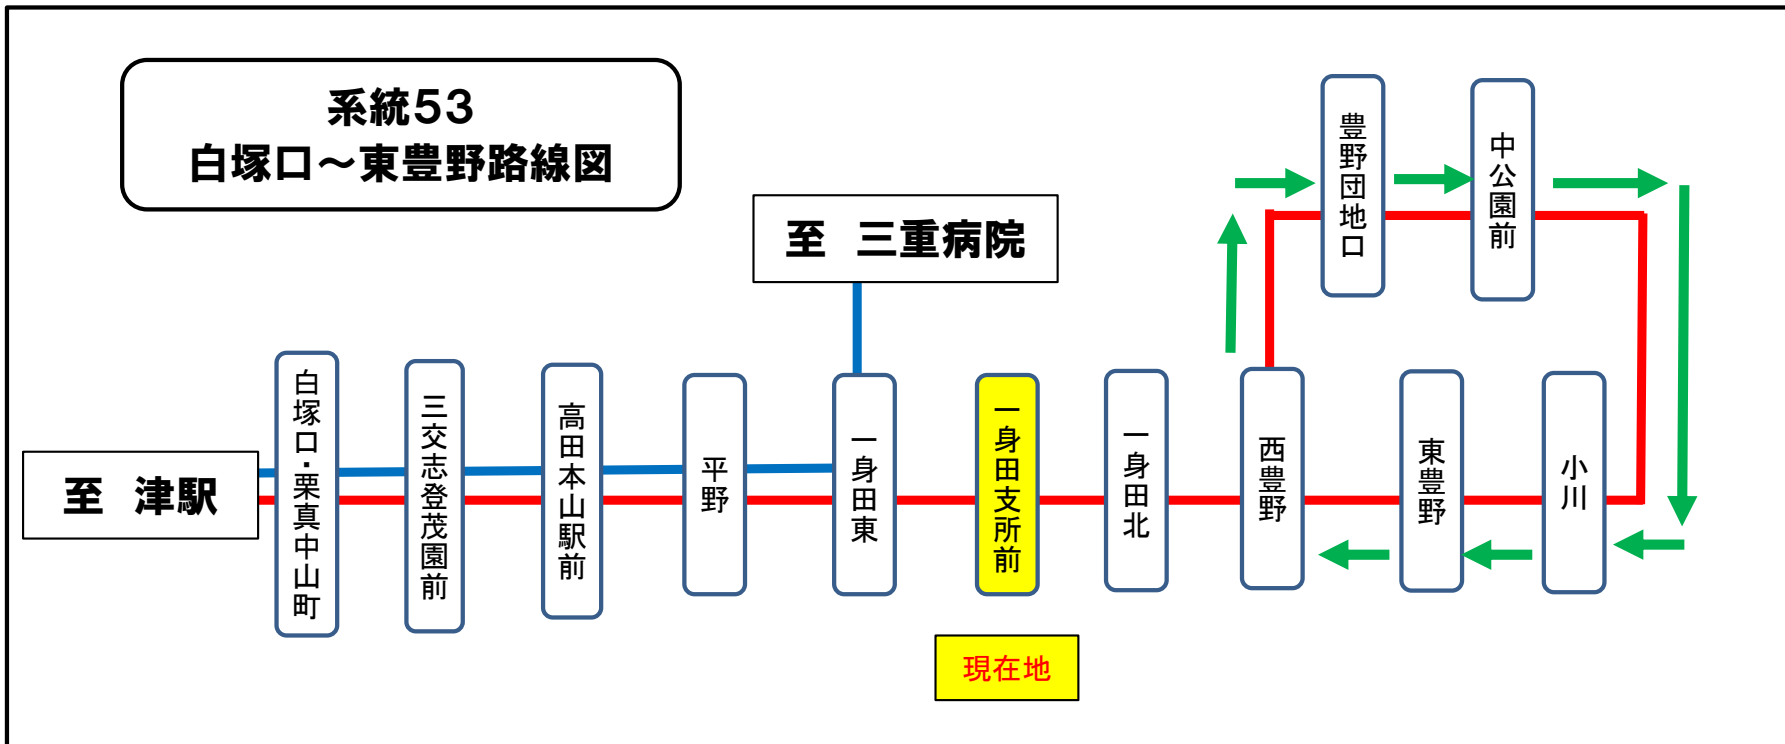 系統53
白塚口～東豊野路線図
至　三重病院
豊野団地口
中公園前
至　津駅
白塚口・栗真中山町
三交志登茂園前
高田本山駅前
平野
一身田東
一身田支所前
一身田北
西豊野
東豊野
小川
現在地